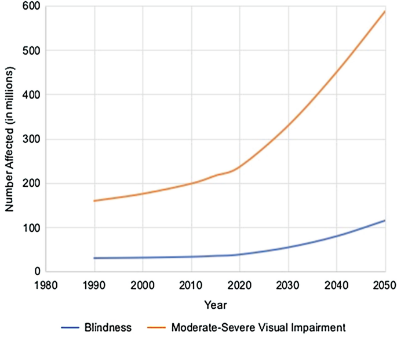 600
500
400
300
200
100
0
Number Affected (in millions)
1980 1990 2000 2010 2020 2030 2040 2050
Year
Blindness Moderate-Severe Visual Impairment